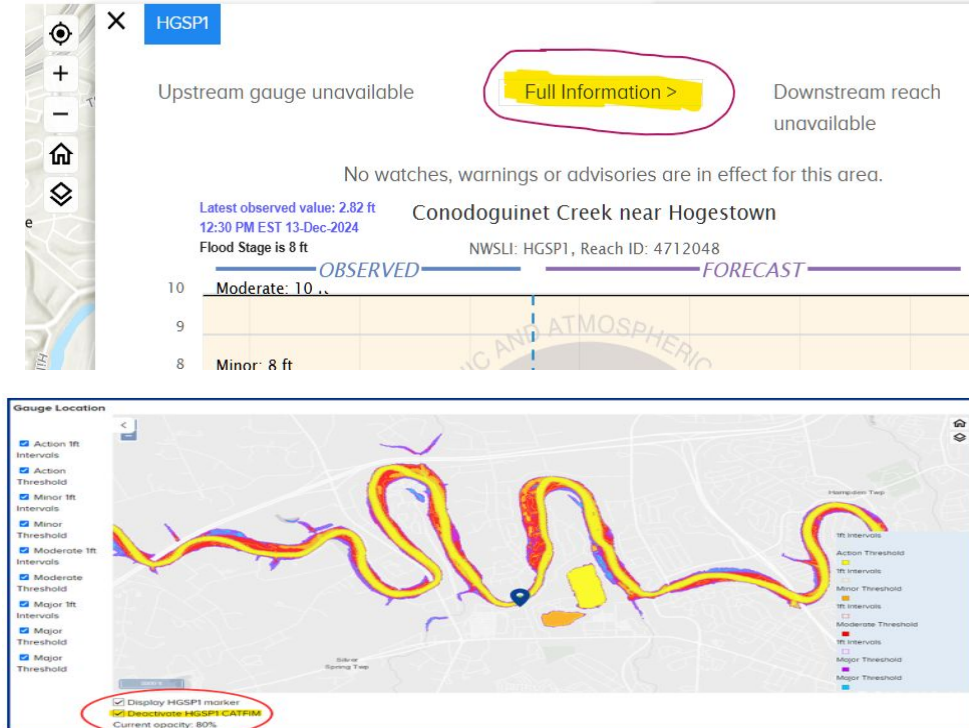 HGSP1
Upstream gauge unavailable
Full Information >
Downstream reach
unavailable
No watches, warnings or advisories are in effect for this area.
Latest observed value: 2.82 ft
12:30 PM EST 13-Dec-2024
Flood Stage is 8 ft
Conodoguinet Creek near Hogestown
NWSLI: HGSP1, Reach ID: 4712048
OBSERVED
FORECAST
10
Moderate: 10
9
8
Minor: 8 ft
AND ATMOSPHERIC
Gauge Location
Action 1ft
Intervals
Action
Threshold
Minor 1ft
Intervals
Minor
Threshold
Moderate 1ft
Intervals
Moderate
Threshold
Major 1ft
Intervals
Major
Threshold
Major
Threshold
Hampden Twp
Silver
Spring Twp
1ft Intervals
Action Threshold
1ft Intervals
Minor Threshold
1ft Intervals
Moderate Threshold
1ft Intervals
Major Threshold
Major Threshold
Display HGSP1 marker
Deactivate HGSP1 CATFIM
Current opacity: 80%